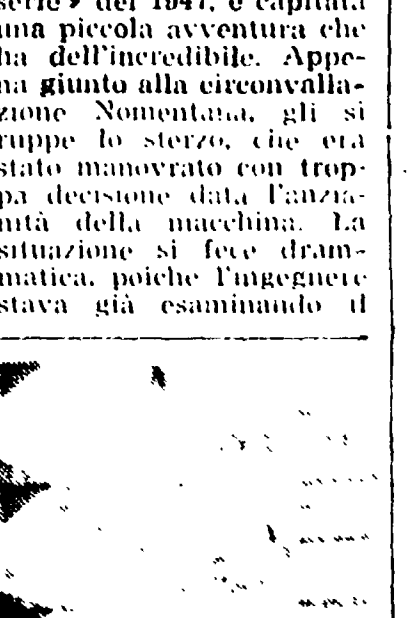 serie » del 1947, è capitata
una piccola avventura che
ha dell'incredibile. Appe-
na giunto alla circonvalla-
zione Nomentana, gli si
ruppe lo sterzo, che era
stato manovrato con trop-
pa decisione data l'anzia-
nità della macchina. La
situazione si fece dram-
matica, poiche l'ingegnere
stava già esaminando il